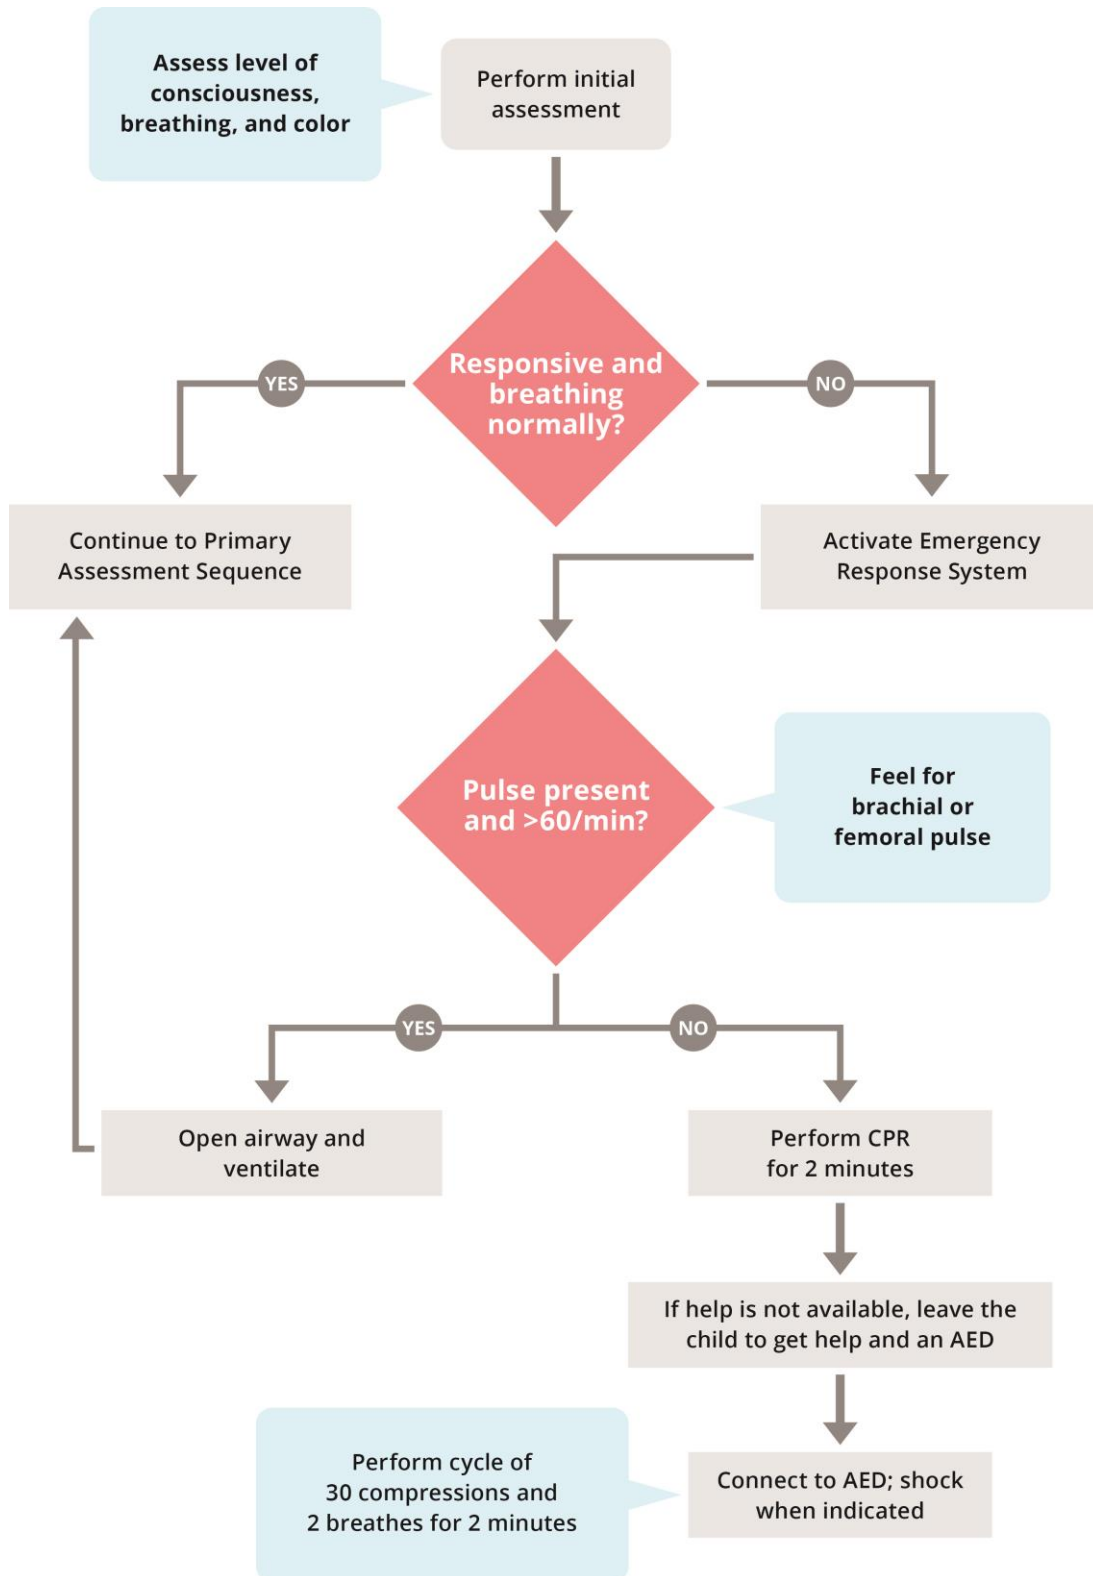 Assess level of
consciousness,
breathing, and color
Perform initial
assessment
Responsive and
breathing
normally?
YES
NO
Continue to Primary
Assessment Sequence
Activate Emergency
Response System
Pulse present
and >60/min?
Feel for
brachial or
femoral pulse
YES
NO
Open airway and
ventilate
Perform CPR
for 2 minutes
If help is not available, leave the
child to get help and an AED
Perform cycle of
30 compressions and
2 breathes for 2 minutes
Connect to AED; shock
when indicated